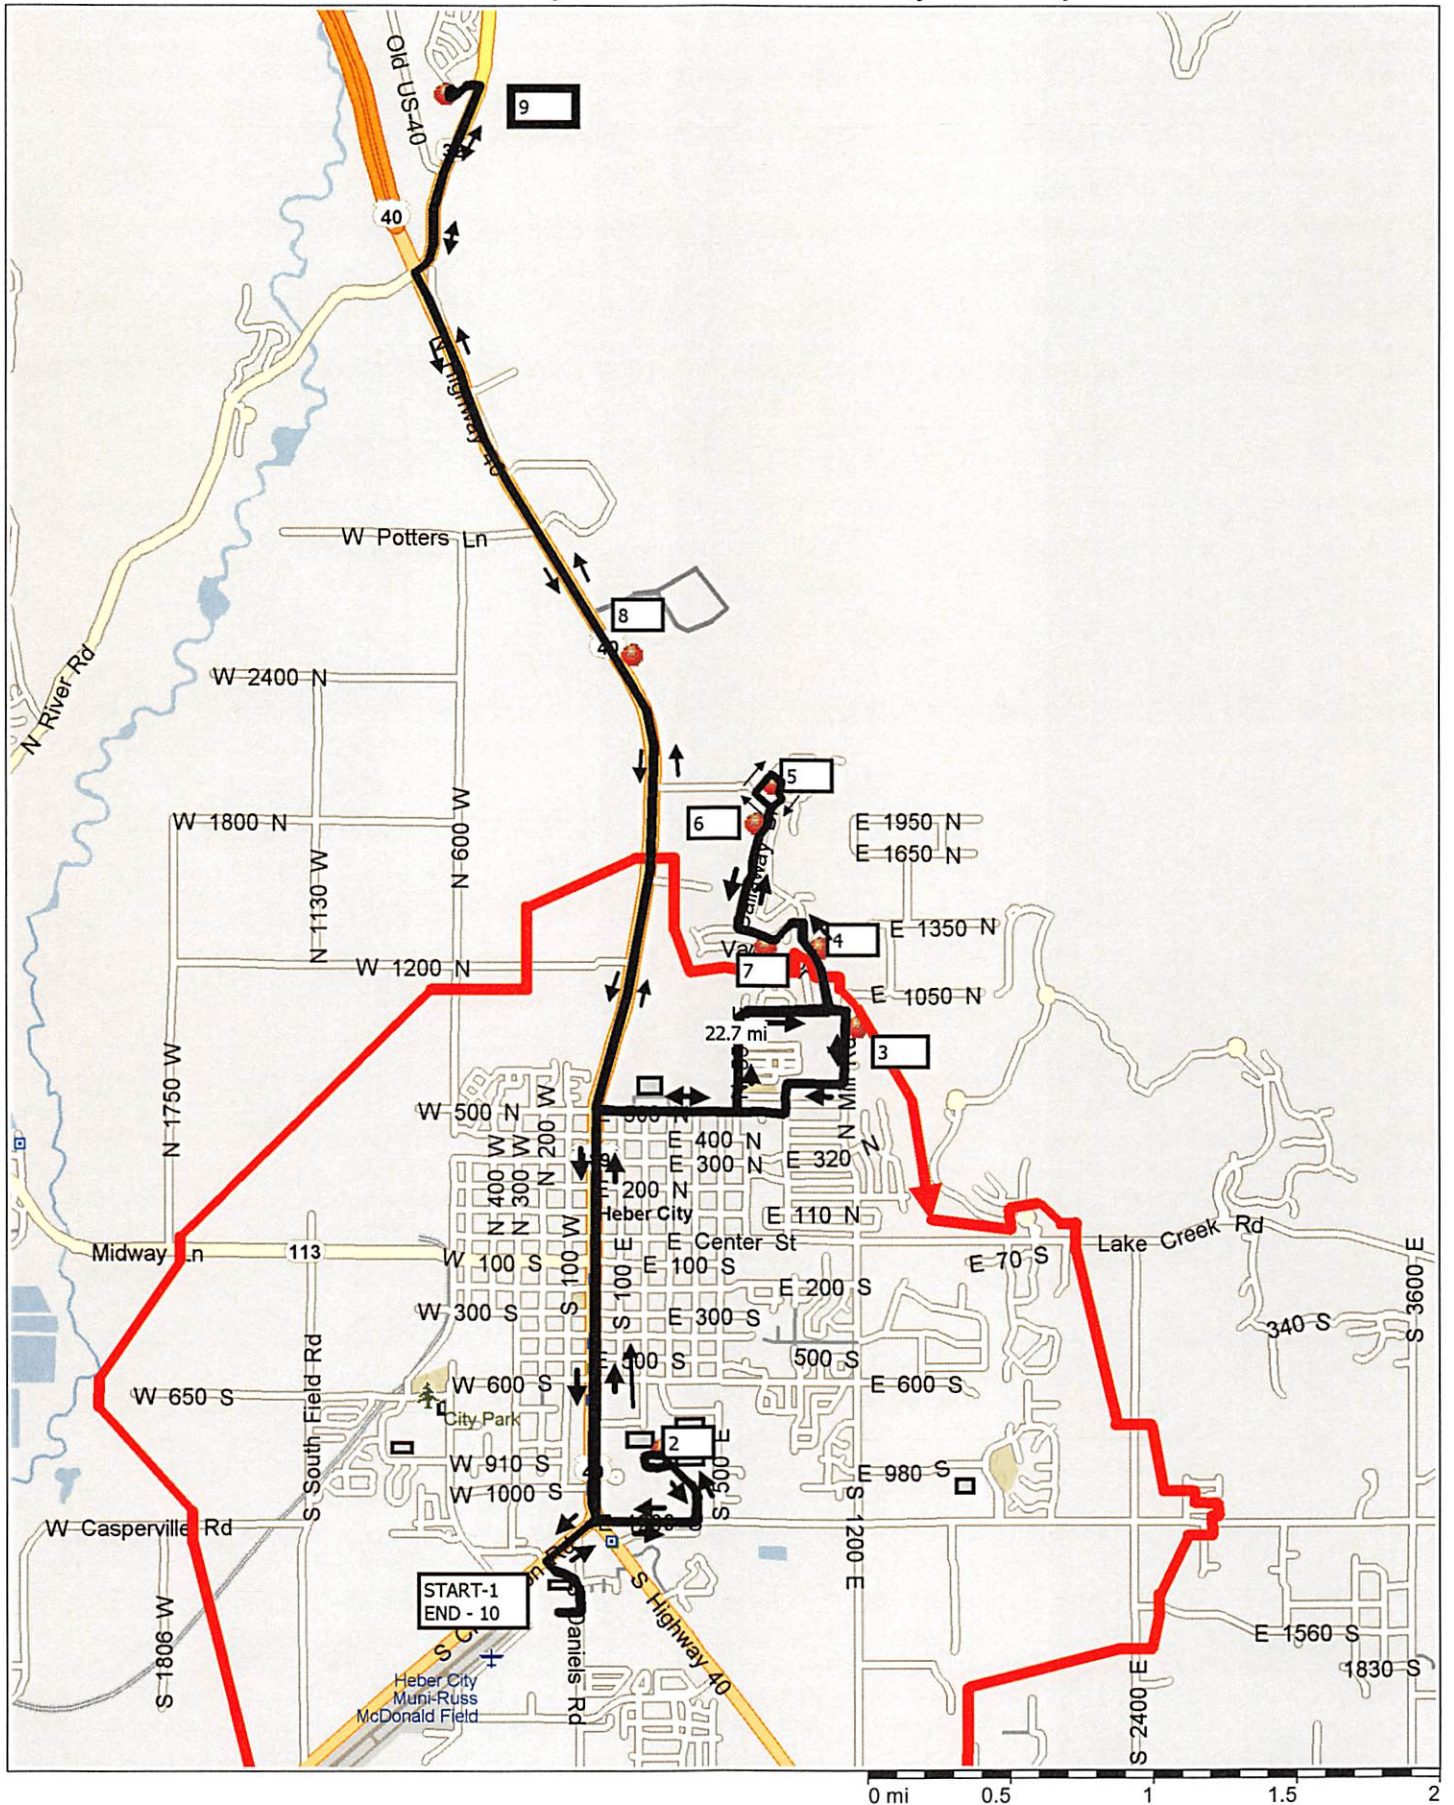 Old US-40
9
40
N Highway 40
W Potters Ln
8
W 2400 N
N River Rd
5
6
W 1800 N
N 600 W
E 1950 N
E 1650 N
N 1130 W
4
E 1350 N
W 1200 N
7
E 1050 N
22.7 mi
3
N 1750 W
W 500 N
N 200 W
E 400 N
N 400 W
N 300 W
E 300 N
E 320
N
E 200 N
Heber City
E 110 N
Midway Ln
113
E Center St
Lake Creek Rd
W 100 S
E 100 S
E 70 S
S 100 W
S 100 E
E 200 S
S 3600 E
W 300 S
E 300 S
340 S
E 500 S
500 S
W 600 S
E 600 S
W 650 S
City Park
S South Field Rd
2
W 910 S
S 500 E
E 980 S
W 1000 S
W Casperville Rd
S 1200 E
START-1
END - 10
S Highway 40
S 1806 W
Daniels Rd
E 1560 S
1830 S
Heber City
Muni-Russ
McDonald Field
S 2400 E
0 mi 0.5 1 1.5 2